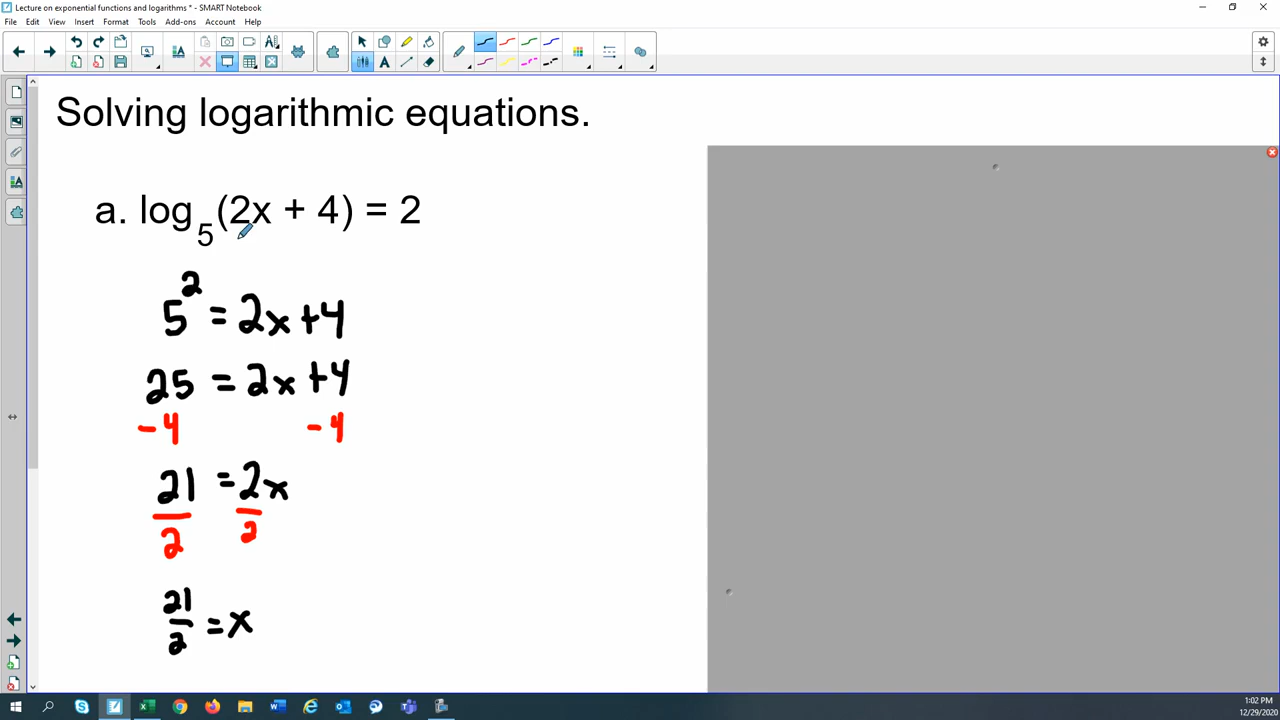 Lecture on exponential functions and logarithms * - SMART Notebook
File Edit View Insert Format Tools Add-ons Account Help
Solving logarithmic equations.
a. log₅(2x + 4) = 2
5² = 2x + 4
25 = 2x + 4
- 4 - 4
21 = 2x
2 2
21/2 = x
1:02 PM
12/29/2020